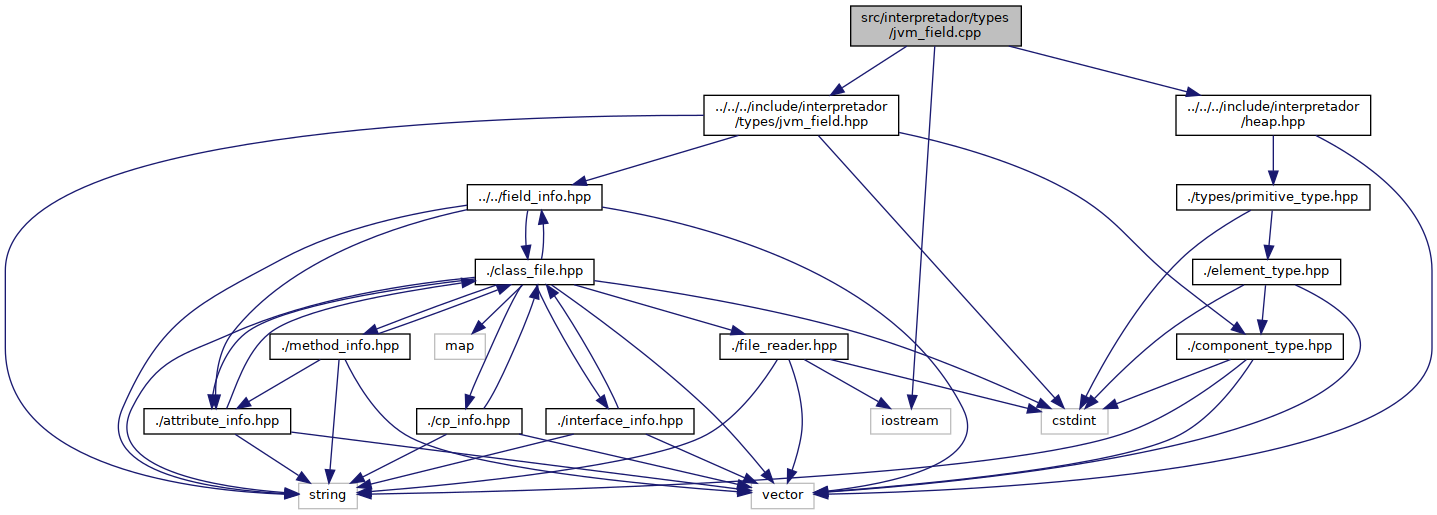 src/interpretador/types
/jvm_field.cpp
../../../include/interpretador
/types/jvm_field.hpp
../../../include/interpretador
/heap.hpp
../../field_info.hpp
./types/primitive_type.hpp
./class_file.hpp
./element_type.hpp
./method_info.hpp
map
./file_reader.hpp
./component_type.hpp
./attribute_info.hpp
./cp_info.hpp
./interface_info.hpp
iostream
cstdint
string
vector